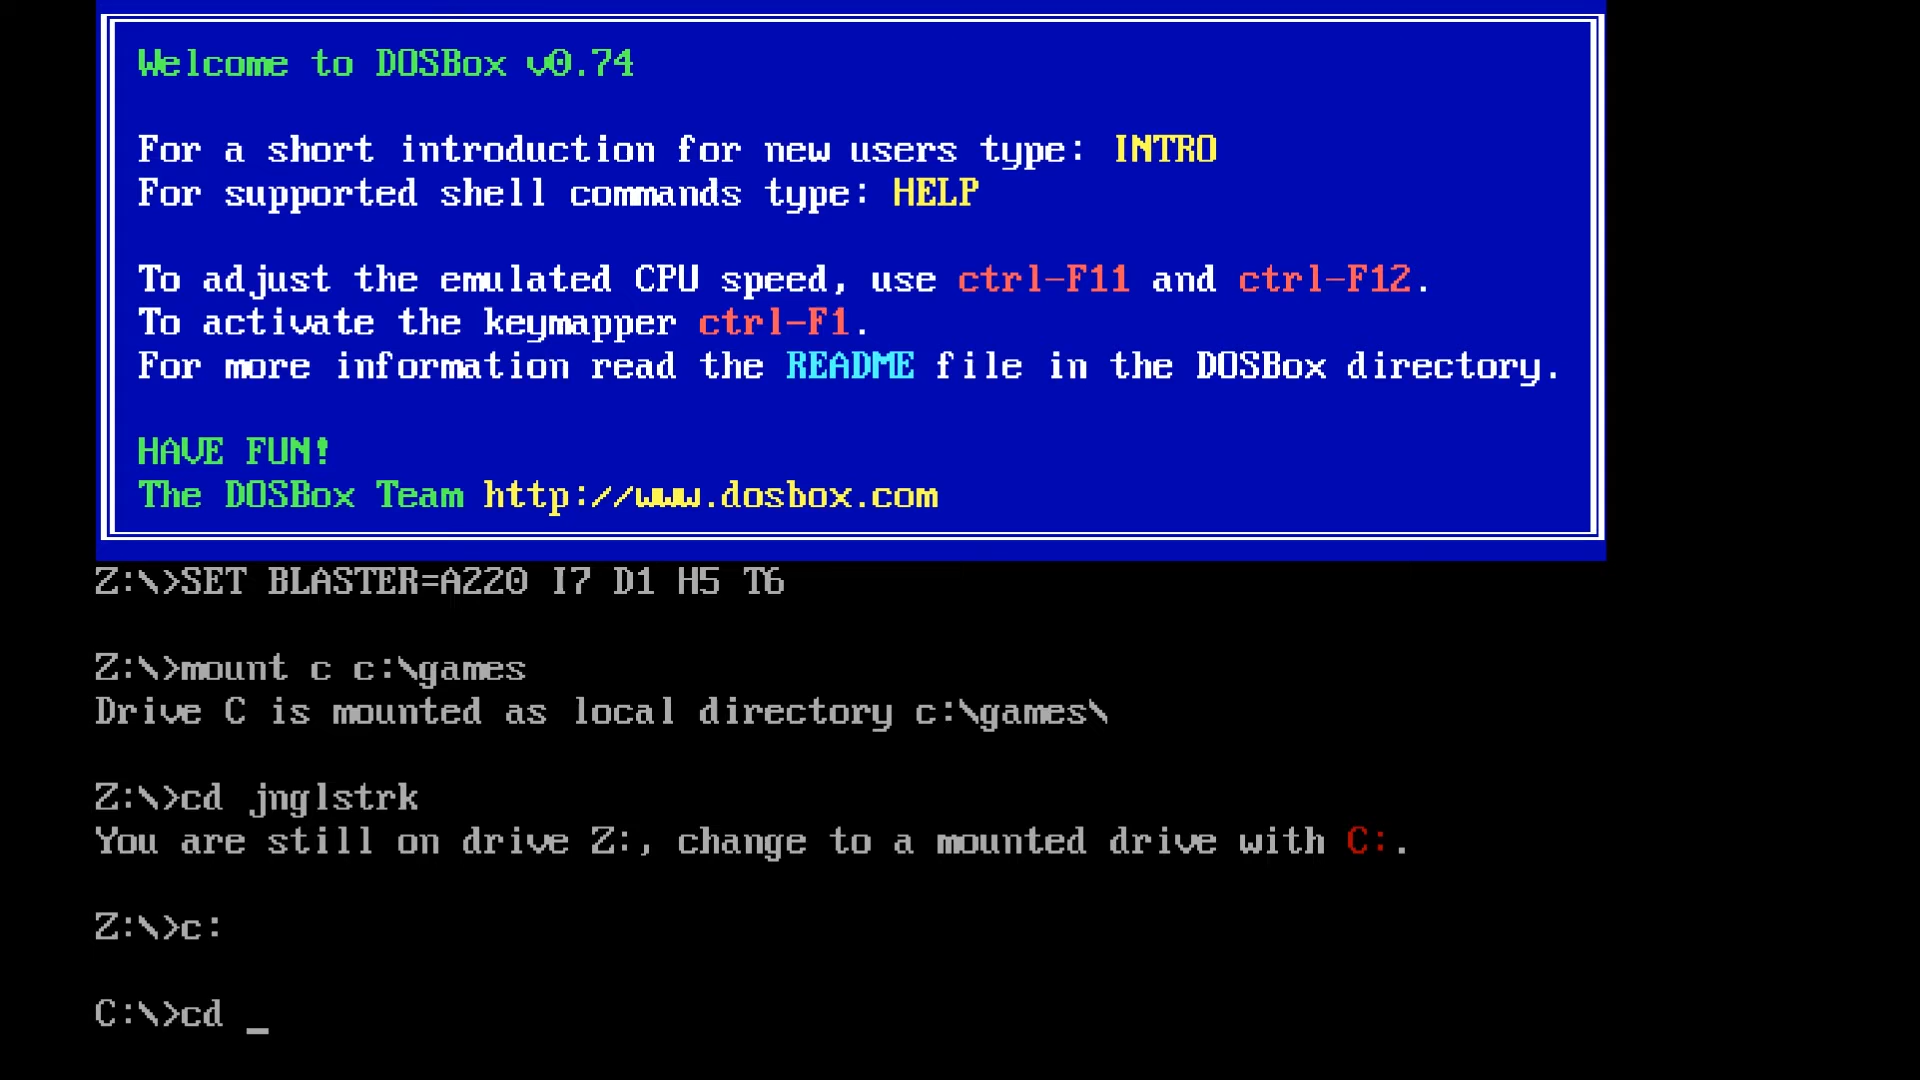 Welcome to DOSBox v0.74
For a short introduction for new users type: INTRO
For supported shell commands type: HELP
To adjust the emulated CPU speed, use ctrl-F11 and ctrl-F12.
To activate the keymapper ctrl-F1.
For more information read the README file in the DOSBox directory.
HAVE FUN!
The DOSBox Team http://www.dosbox.com
Z:\>SET BLASTER=A220 I7 D1 H5 T6
Z:\>mount c c:\games
Drive C is mounted as local directory c:\games\
Z:\>cd jnglstrk
You are still on drive Z:, change to a mounted drive with C:.
Z:\>c:
C:\>cd _